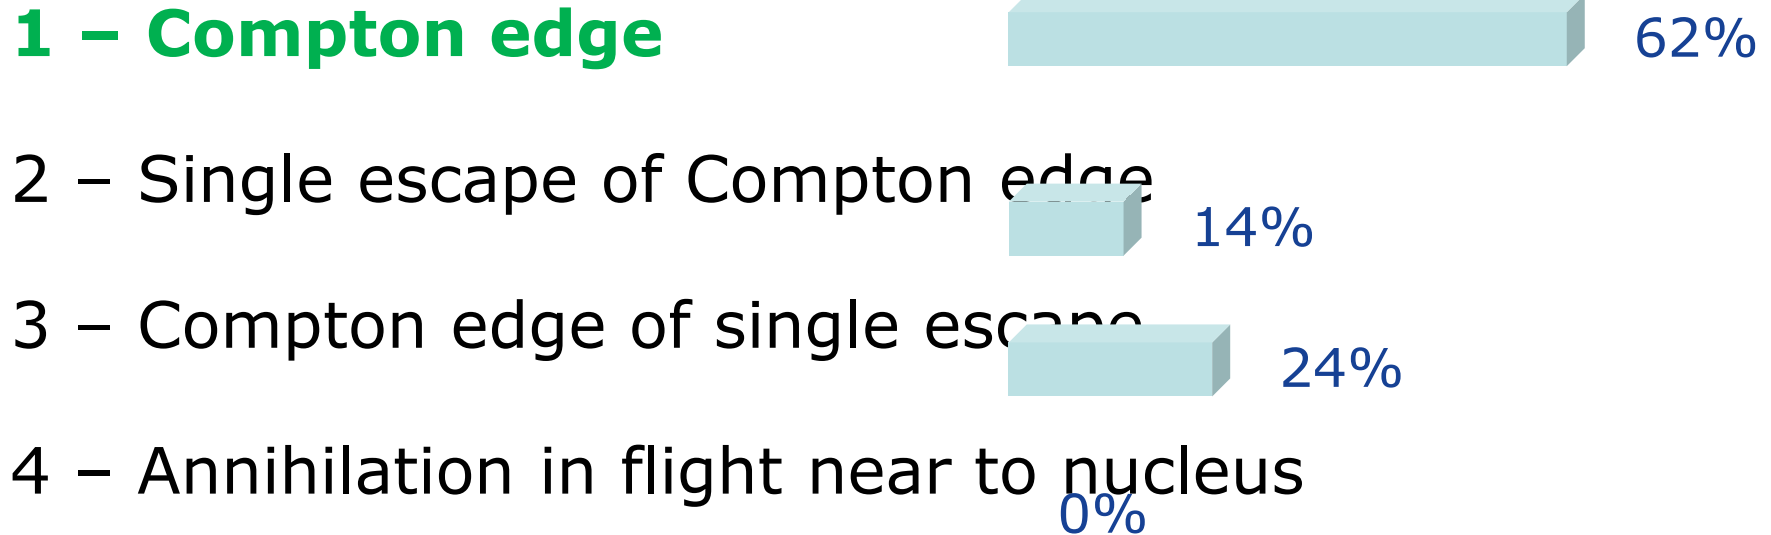 1 – Compton edge
62%
2 – Single escape of Compton edge
14%
3 – Compton edge of single escape
24%
4 – Annihilation in flight near to nucleus
0%